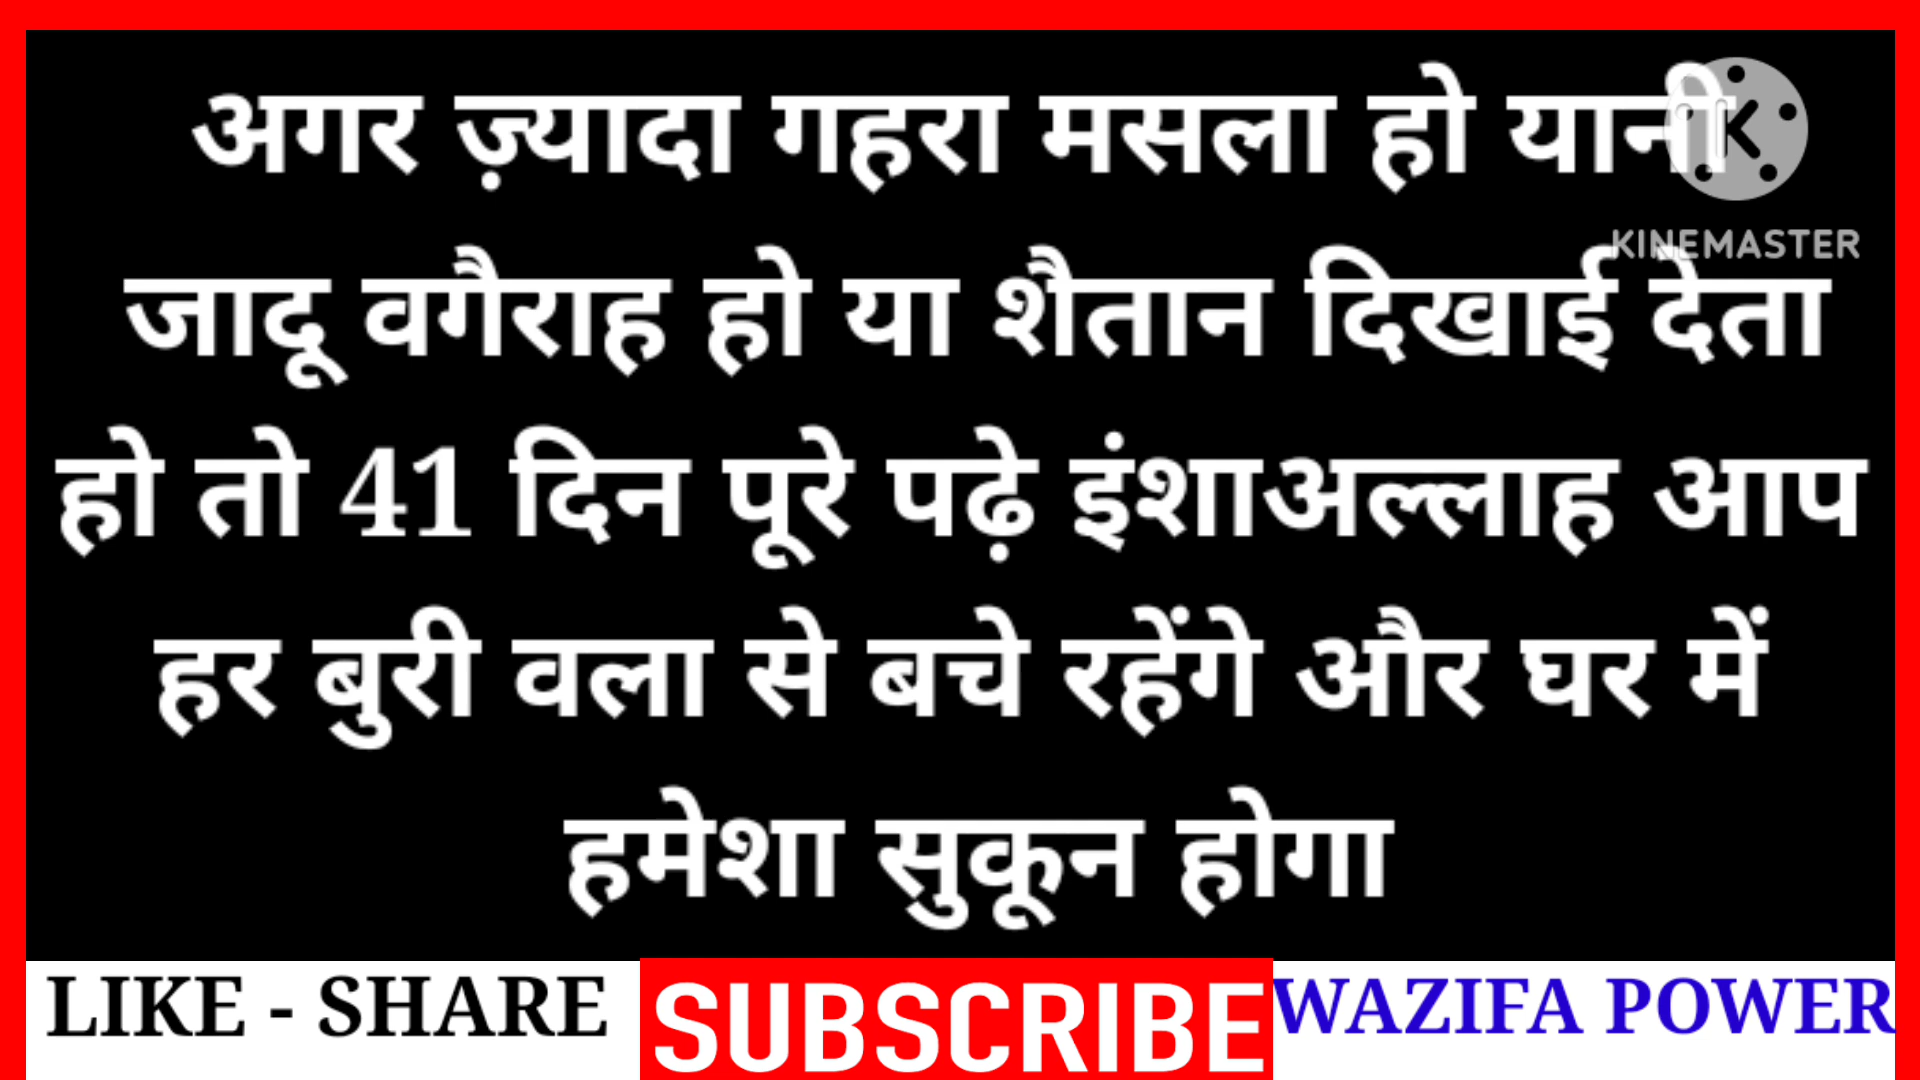 अगर ज़्यादा गहरा मसला हो यानी
KINEMASTER
जादू वगैराह हो या शैतान दिखाई देता
हो तो 41 दिन पूरे पढ़े इंशाअल्लाह आप
हर बुरी वला से बचे रहेंगे और घर में
हमेशा सुकून होगा
LIKE - SHARE SUBSCRIBE WAZIFA POWER